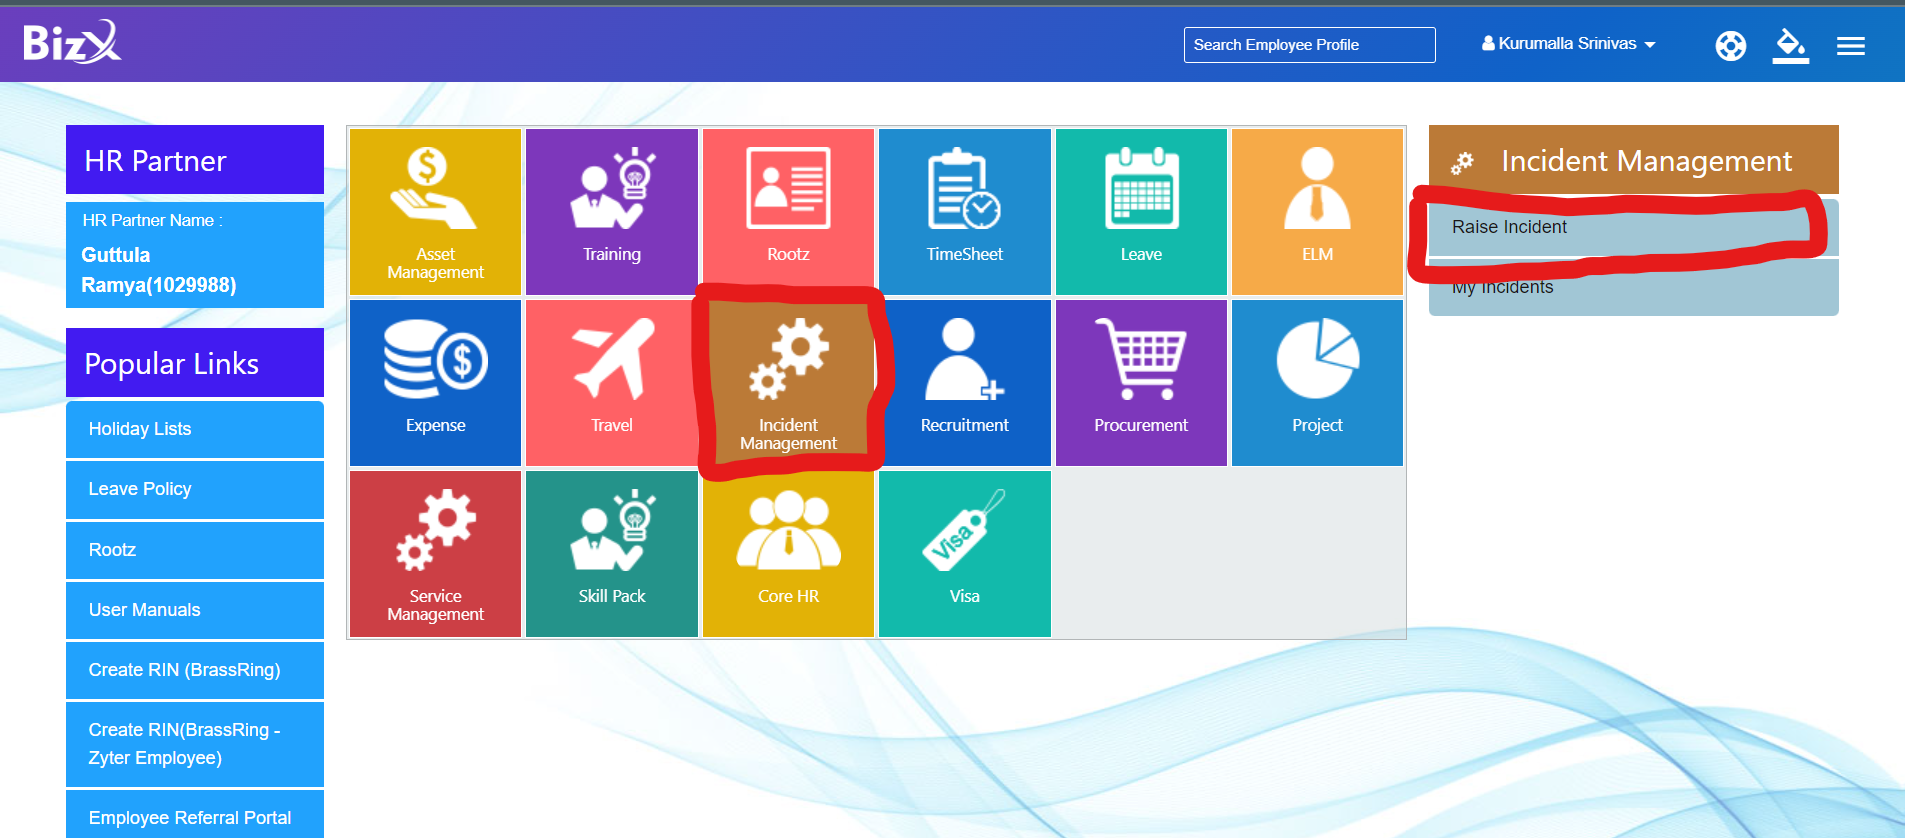 BizX
Search Employee Profile
Kurumalla Srinivas
HR Partner
HR Partner Name :
Guttula
Ramya(1029988)
Popular Links
Holiday Lists
Leave Policy
Rootz
User Manuals
Create RIN (BrassRing)
Create RIN(BrassRing -
Zyter Employee)
Employee Referral Portal
Asset
Management
Training
Rootz
TimeSheet
Leave
ELM
Expense
Travel
Incident
Management
Recruitment
Procurement
Project
Service
Management
Skill Pack
Core HR
Visa
Visa
Incident Management
Raise Incident
My Incidents